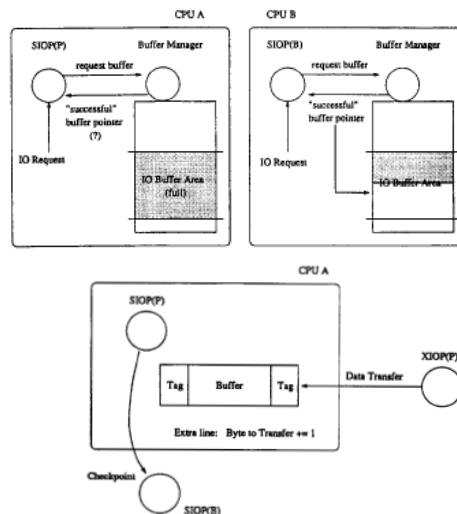 CPU A
SIOP(P)
Buffer Manager
request buffer
"successful"
buffer pointer
(?)
IO Request
IO Buffer Area
(full)
CPU B
SIOP(B)
Buffer Manager
request buffer
"successful"
buffer pointer
IO Request
IO Buffer Area
CPU A
SIOP(P)
XIOP(P)
Tag
Buffer
Tag
Data Transfer
Extra line: Byte to Transfer += 1
Checkpoint
SIOP(B)